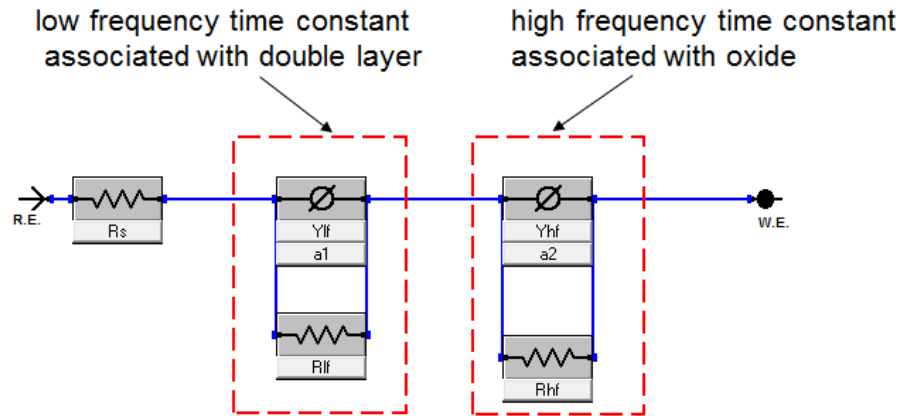 low frequency time constant
associated with double layer
high frequency time constant
associated with oxide
R.E.
Rs
Ylf
a1
Rlf
Yhf
a2
Rhf
W.E.